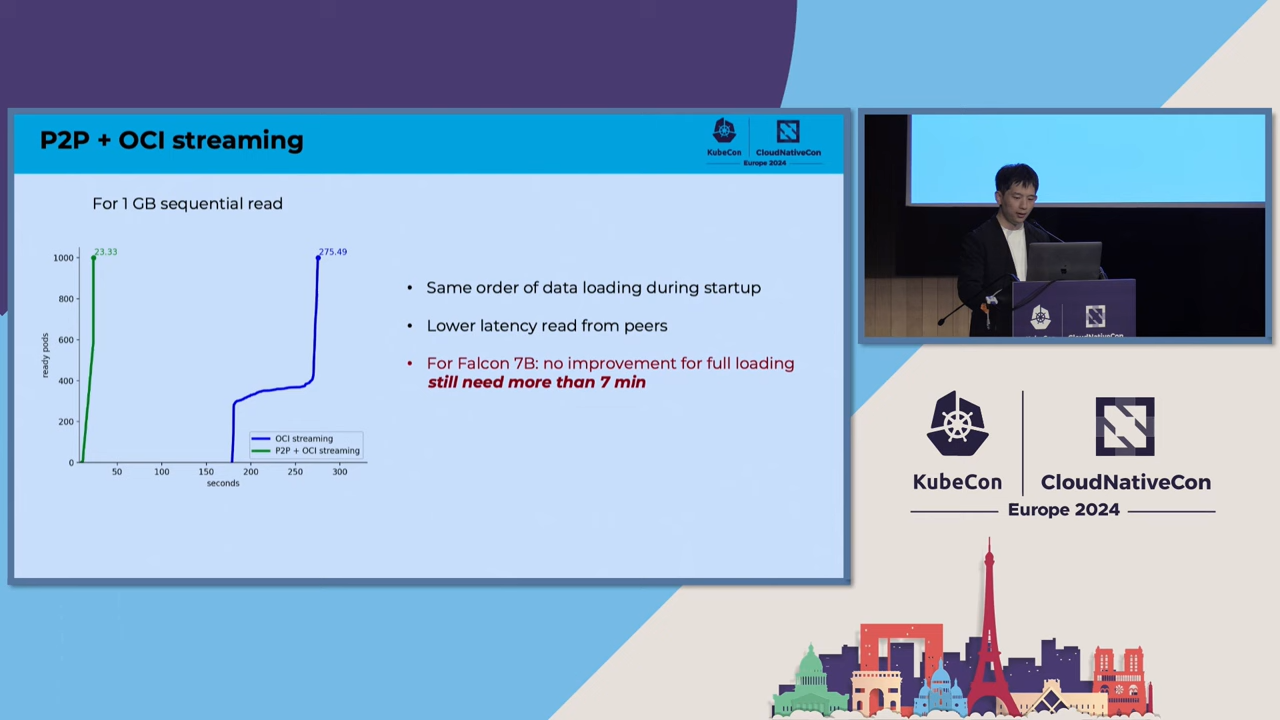 P2P + OCI streaming
KubeCon
CloudNativeCon
Europe 2024
For 1 GB sequential read
23.33
275.49
1000
800
600
400
200
0
ready pods
50
100
150
200
250
300
seconds
OCI streaming
P2P + OCI streaming
• Same order of data loading during startup
• Lower latency read from peers
• For Falcon 7B: no improvement for full loading
still need more than 7 min
KubeCon
CloudNativeCon
KubeCon
CloudNativeCon
Europe 2024